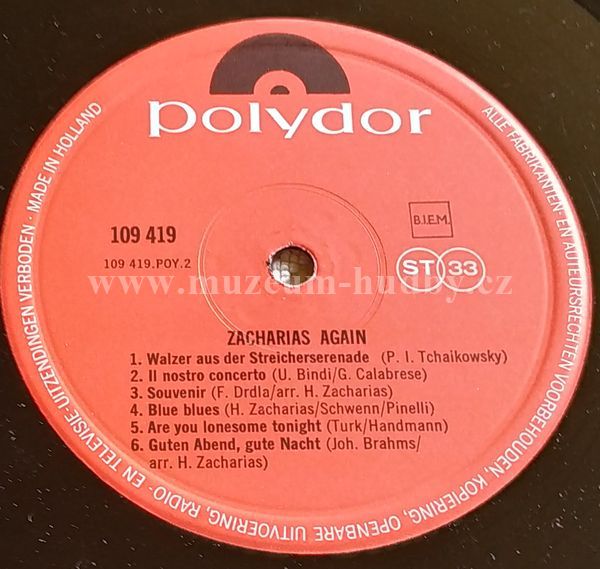 polydor
ALLE FABRIKANTEN- EN AUTEURSRECHTEN VOORBEHOUDEN, KOPIERING, OPENBARE UITVOERING, RADIO- EN TELEVISIE-UITZENDINGEN VERBODEN · MADE IN HOLLAND
B.I.E.M.
109 419
109 419.POY.2
ST 33
www.muzeum-hudby.cz
ZACHARIAS AGAIN
1. Walzer aus der Streicherserenade (P. I. Tchaikowsky)
2. Il nostro concerto (U. Bindi/G. Calabrese)
3. Souvenir (F. Drdla/arr. H. Zacharias)
4. Blue blues (H. Zacharias/Schwenn/Pinelli)
5. Are you lonesome tonight (Turk/Handmann)
6. Guten Abend, gute Nacht (Joh. Brahms/
arr. H. Zacharias)